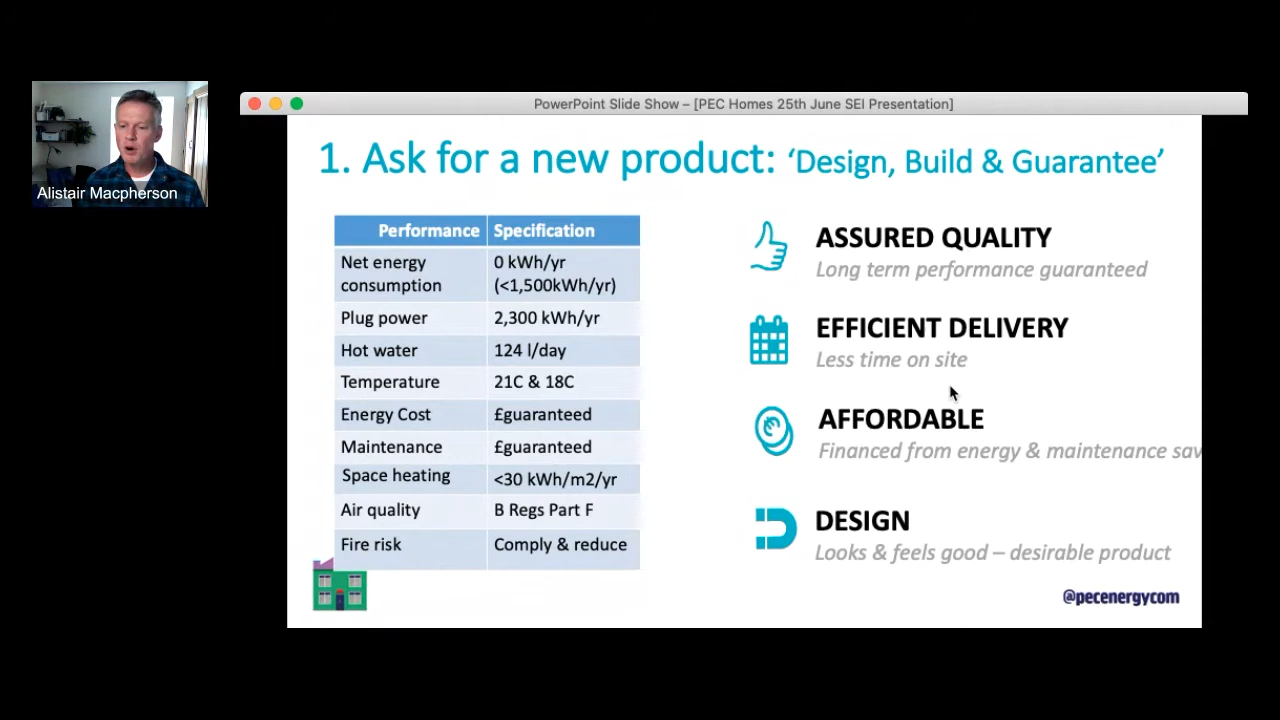 PowerPoint Slide Show – [PEC Homes 25th June SEI Presentation]
Alistair Macpherson
1. Ask for a new product: ‘Design, Build & Guarantee’
Performance Specification
Net energy consumption 0 kWh/yr (<1,500kWh/yr)
Plug power 2,300 kWh/yr
Hot water 124 l/day
Temperature 21C & 18C
Energy Cost £guaranteed
Maintenance £guaranteed
Space heating <30 kWh/m2/yr
Air quality B Regs Part F
Fire risk Comply & reduce
ASSURED QUALITY
Long term performance guaranteed
EFFICIENT DELIVERY
Less time on site
AFFORDABLE
Financed from energy & maintenance sav
DESIGN
Looks & feels good – desirable product
@pecenergycom